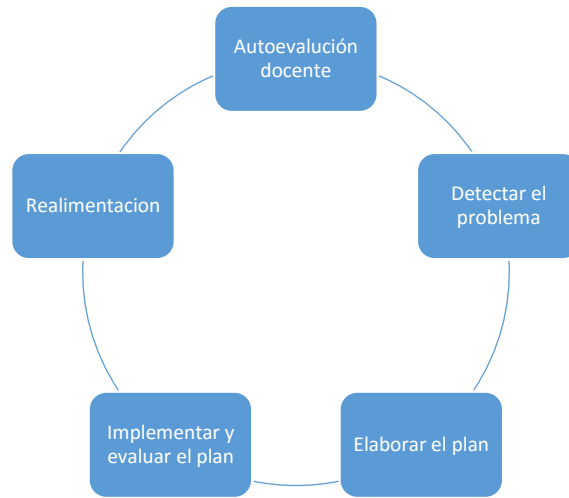 Autoevalución
docente
Detectar el
problema
Elaborar el plan
Implementar y
evaluar el plan
Realimentacion